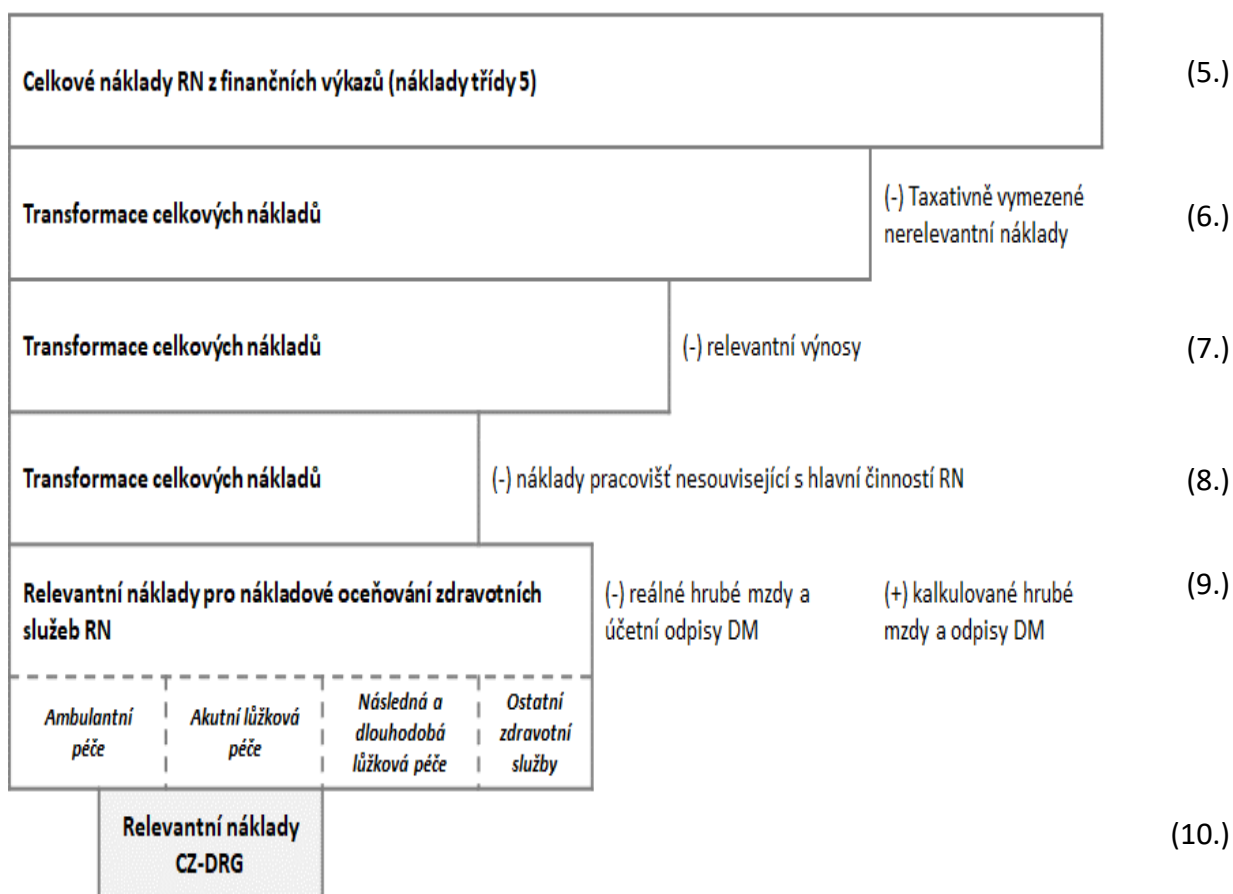 Celkové náklady RN z finančních výkazů (náklady třídy 5)
(5.)
Transformace celkových nákladů
(-) Taxativně vymezené
nerelevantní náklady
(6.)
Transformace celkových nákladů
(-) relevantní výnosy
(7.)
Transformace celkových nákladů
(-) náklady pracovišť nesouvisející s hlavní činností RN
(8.)
Relevantní náklady pro nákladové oceňování zdravotních
služeb RN
(-) reálné hrubé mzdy a
účetní odpisy DM
(+) kalkulované hrubé
mzdy a odpisy DM
(9.)
Ambulantní
péče
Akutní lůžková
péče
Následná a
dlouhodobá
lůžková péče
Ostatní
zdravotní
služby
Relevantní náklady
CZ-DRG
(10.)